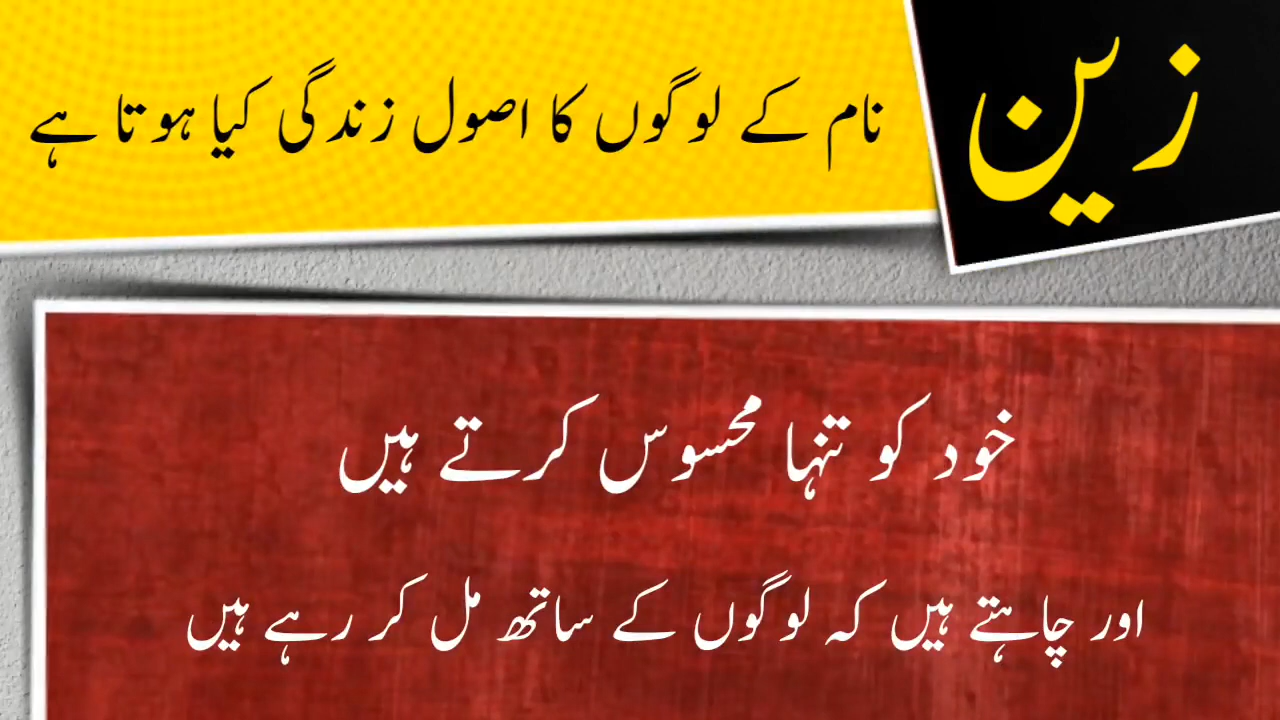 زین
نام کے لوگوں کا اصول زندگی کیا ہوتا ہے
خود کو تنہا محسوس کرتے ہیں
اور چاہتے ہیں کہ لوگوں کے ساتھ مل کر رہے ہیں